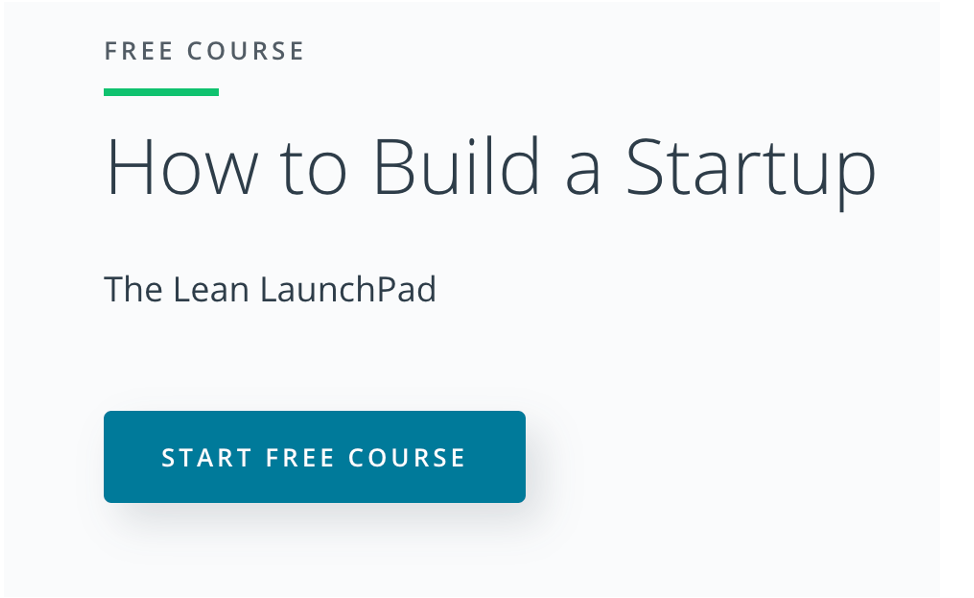 FREE COURSE
How to Build a Startup
The Lean LaunchPad
START FREE COURSE